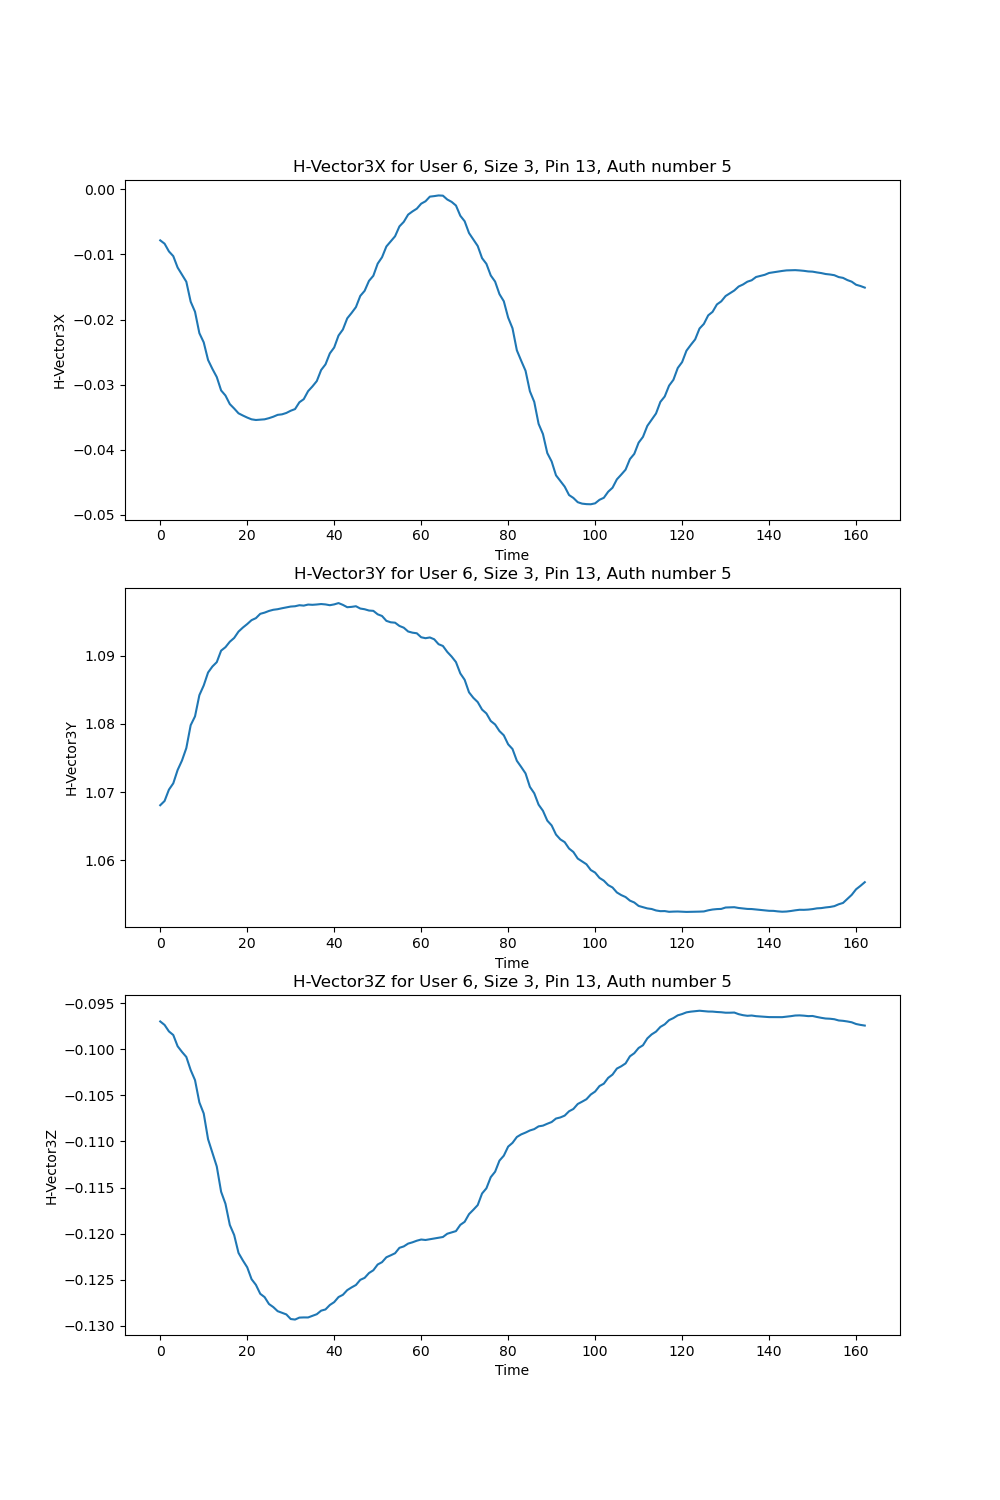 H-Vector3X for User 6, Size 3, Pin 13, Auth number 5
0.00
−0.01
−0.02
−0.03
−0.04
−0.05
H-Vector3X
0 20 40 60 80 100 120 140 160
Time
H-Vector3Y for User 6, Size 3, Pin 13, Auth number 5
1.09
1.08
1.07
1.06
H-Vector3Y
0 20 40 60 80 100 120 140 160
Time
H-Vector3Z for User 6, Size 3, Pin 13, Auth number 5
−0.095
−0.100
−0.105
−0.110
−0.115
−0.120
−0.125
−0.130
H-Vector3Z
0 20 40 60 80 100 120 140 160
Time